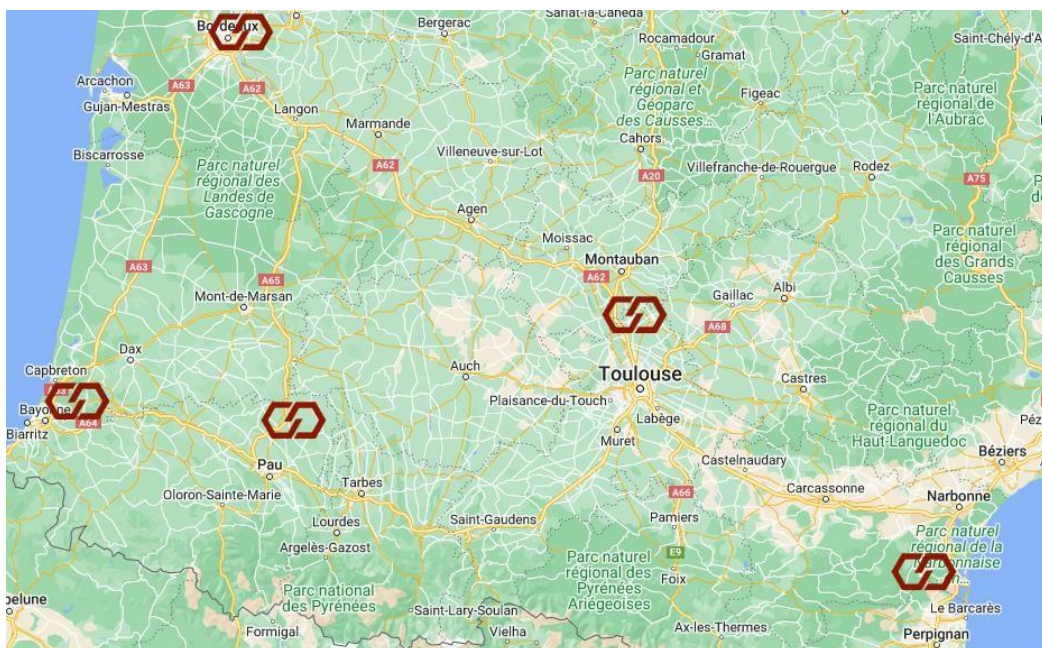 Sarlat-la-Canéda
Bordeaux
Bergerac
Rocamadour
Gramat
Saint-Chély-d'A
Arcachon
A63
A62
Gujan-Mestras
Langon
Marmande
Parc naturel
régional et
Géoparc
des Causses...
Figeac
Parc naturel
régional de
l'Aubrac
Cahors
Biscarrosse
Villeneuve-sur-Lot
Villefranche-de-Rouergue
Rodez
Parc naturel
régional des
Landes de
Gascogne
A62
A20
A75
Agen
Moissac
Montauban
Parc naturel
régional des
Grands
Causses
A63
A65
A62
Mont-de-Marsan
Gaillac
Albi
A68
Dax
Capbreton
Auch
Toulouse
Castres
Plaisance-du-Touch
Labège
Bayonne
A64
Biarritz
Muret
Parc naturel
régional du
Haut-Languedoc
Péz
Béziers
Pau
Castelnaudary
Tarbes
Oloron-Sainte-Marie
A66
Carcassonne
Narbonne
Lourdes
Saint-Gaudens
Pamiers
Argelès-Gazost
E9
Foix
Parc naturel
régional de la
Narbonnaise
Parc naturel
régional des
Pyrénées
Ariégeoises
Parc national
des Pyrénées
pelune
Saint-Lary-Soulan
Le Barcarès
Formigal
Vielha
Ax-les-Thermes
Perpignan